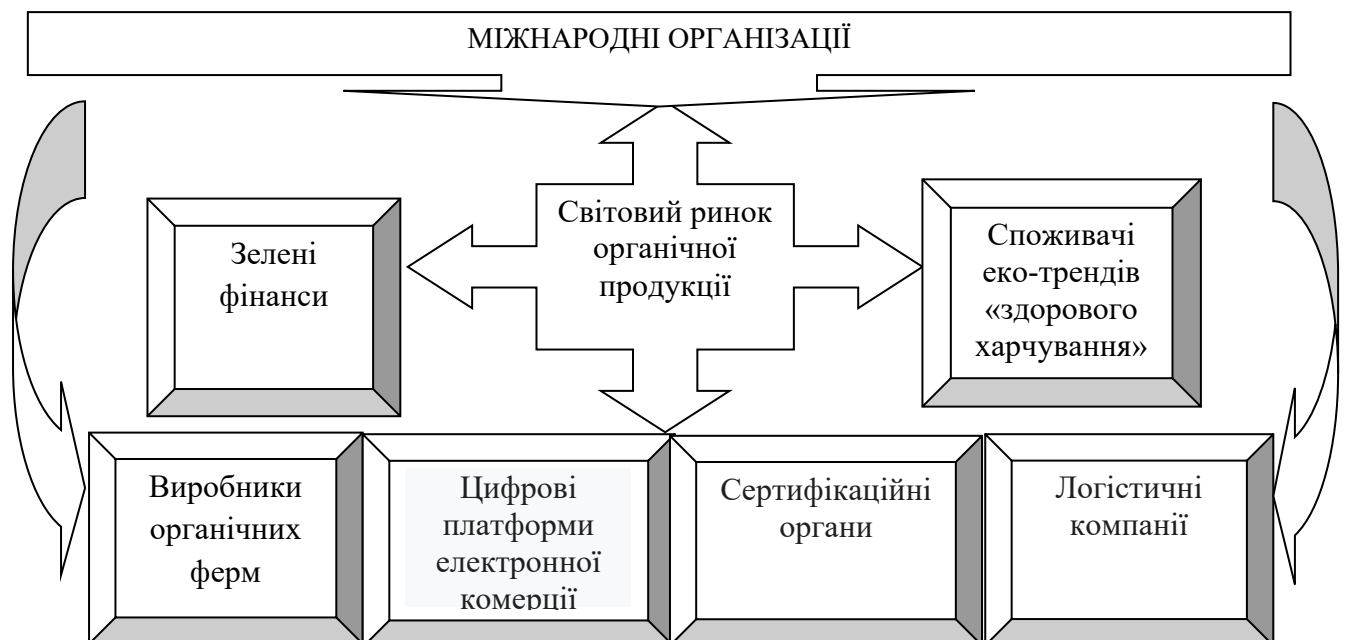 МІЖНАРОДНІ ОРГАНІЗАЦІЇ
Світовий ринок
органічної
продукції
Зелені
фінанси
Споживачі
еко-трендів
«здорового
харчування»
Виробники
органічних
ферм
Цифрові
платформи
електронної
комерції
Сертифікаційні
органи
Логістичні
компанії